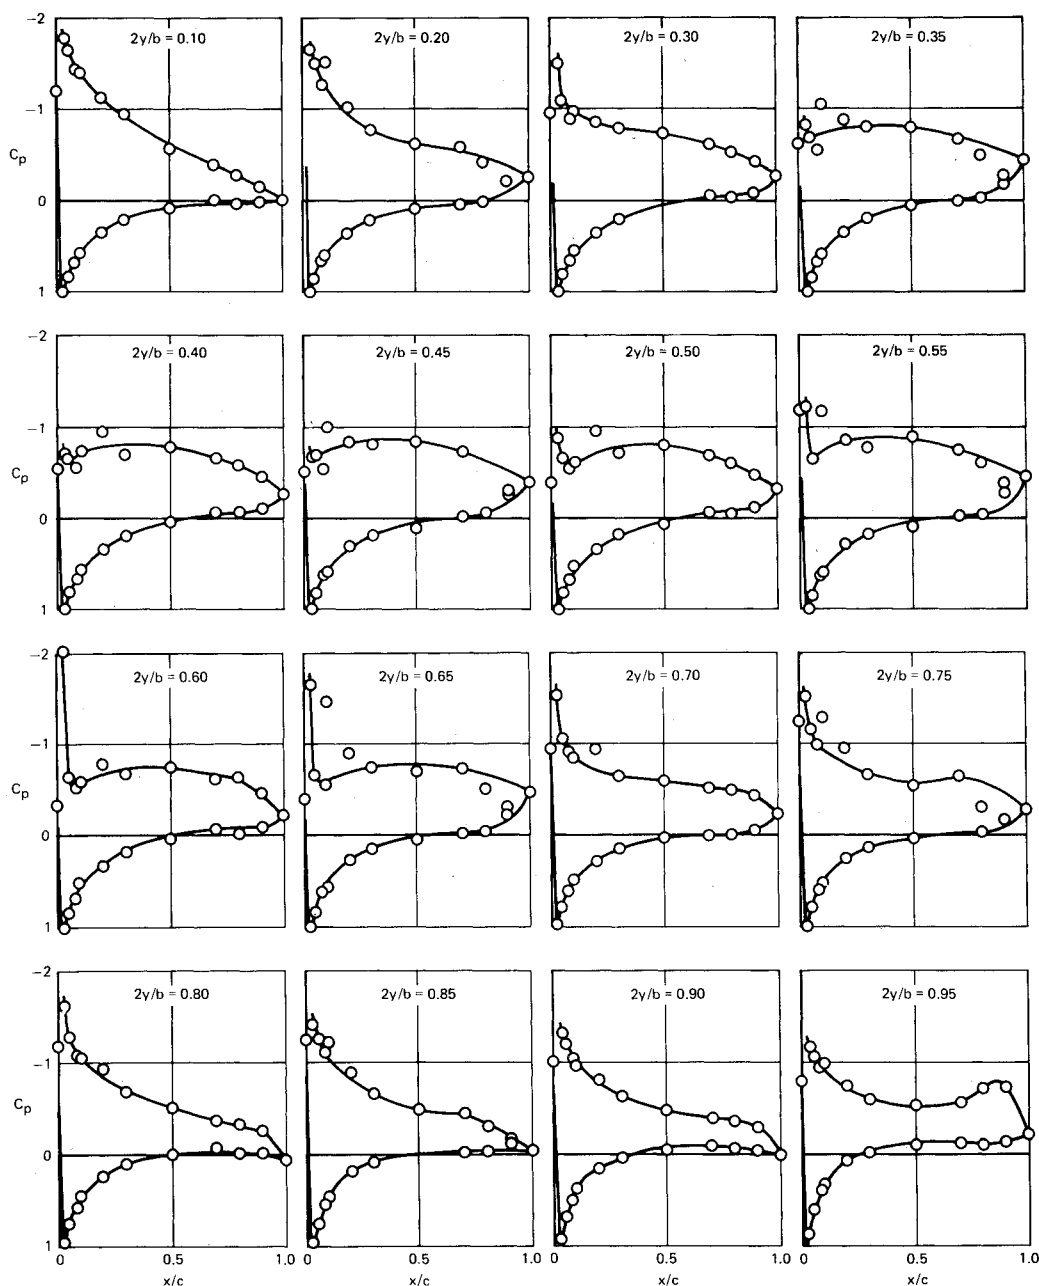 −2
2y/b = 0.10
2y/b = 0.20
2y/b = 0.30
2y/b = 0.35
−1
Cp
0
1
−2
2y/b = 0.40
2y/b = 0.45
2y/b = 0.50
2y/b = 0.55
−1
Cp
0
1
−2
2y/b = 0.60
2y/b = 0.65
2y/b = 0.70
2y/b = 0.75
−1
Cp
0
1
−2
2y/b = 0.80
2y/b = 0.85
2y/b = 0.90
2y/b = 0.95
−1
Cp
0
1
0 0.5 1.0 0 0.5 1.0 0 0.5 1.0 0 0.5 1.0
x/c x/c x/c x/c